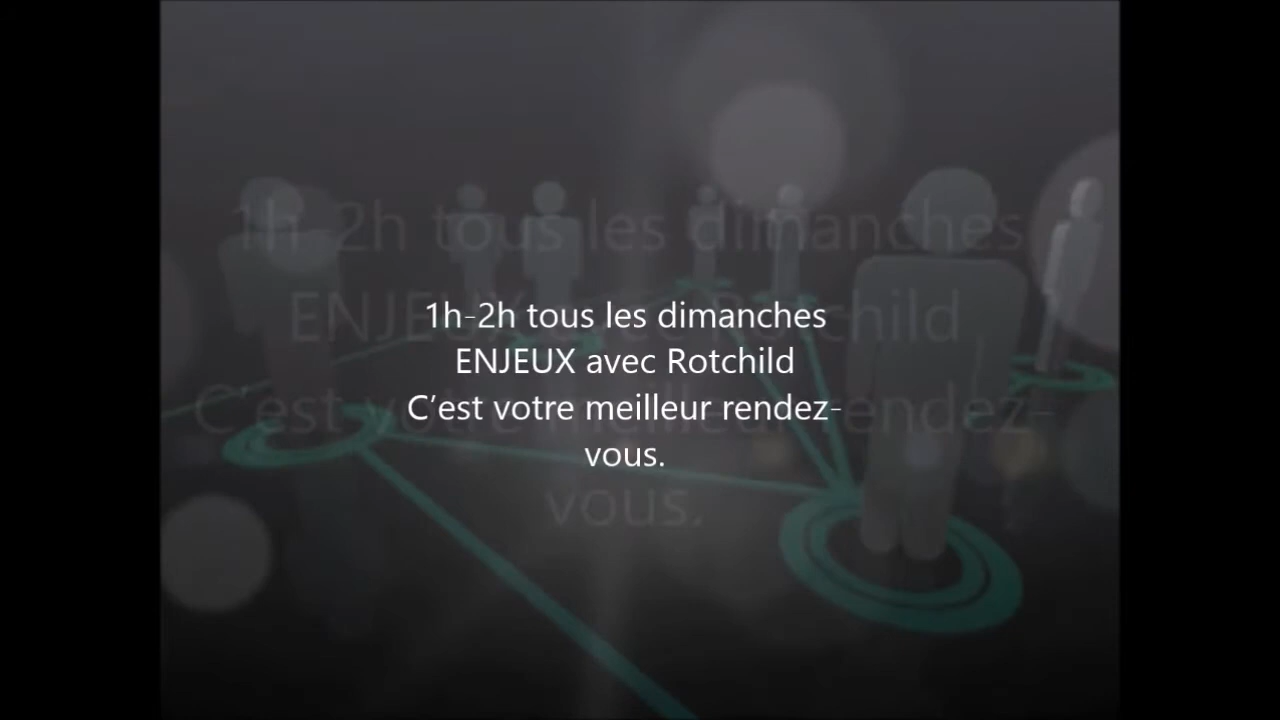 1h-2h tous les dimanches
ENJEUX avec Rotchild
C’est votre meilleur rendez-
vous.